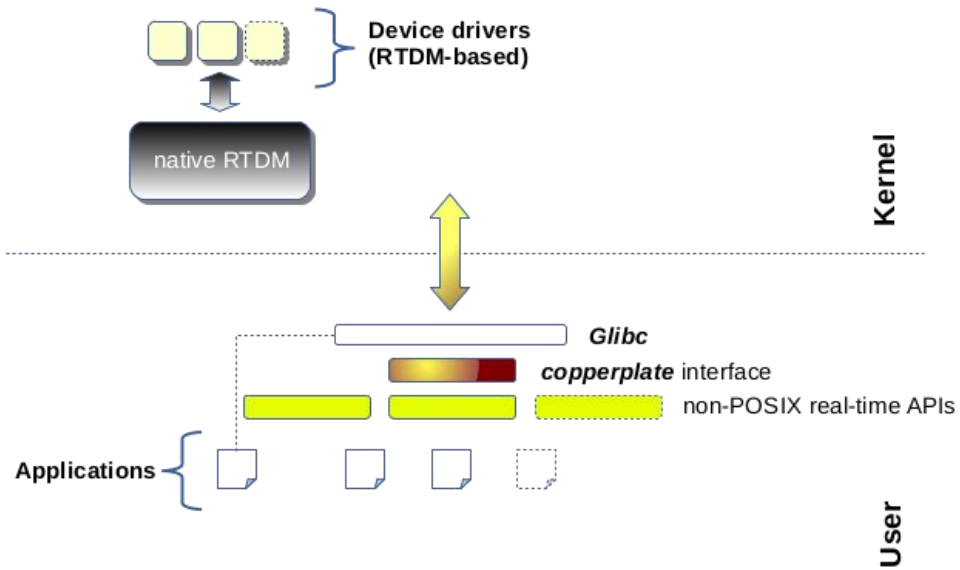 Device drivers
(RTDM-based)
native RTDM
Kernel
Glibc
copperplate interface
non-POSIX real-time APIs
Applications
User